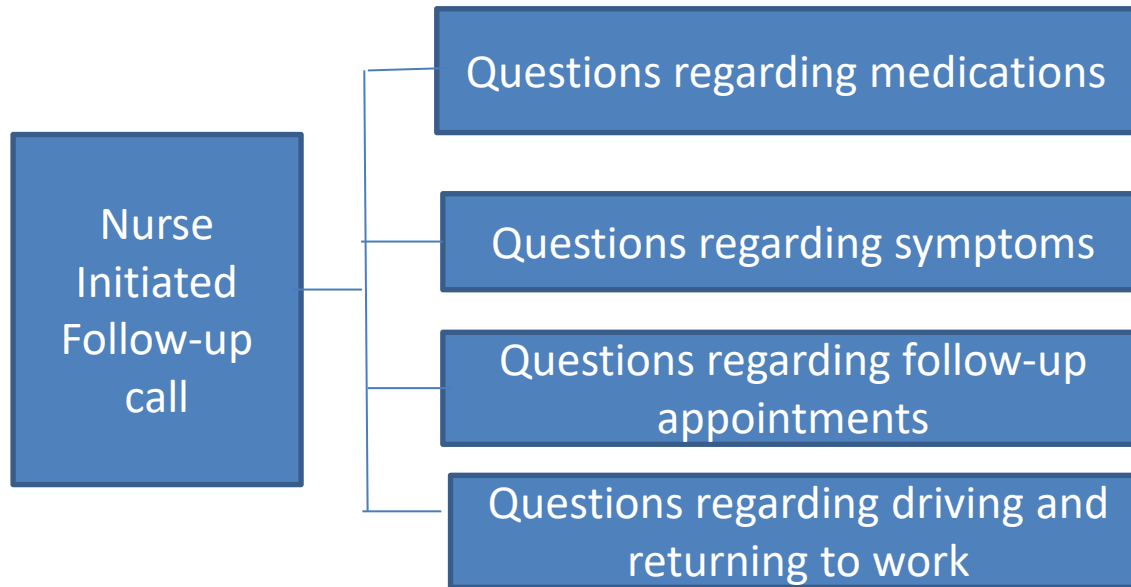 Nurse
Initiated
Follow-up
call
Questions regarding medications
Questions regarding symptoms
Questions regarding follow-up
appointments
Questions regarding driving and
returning to work